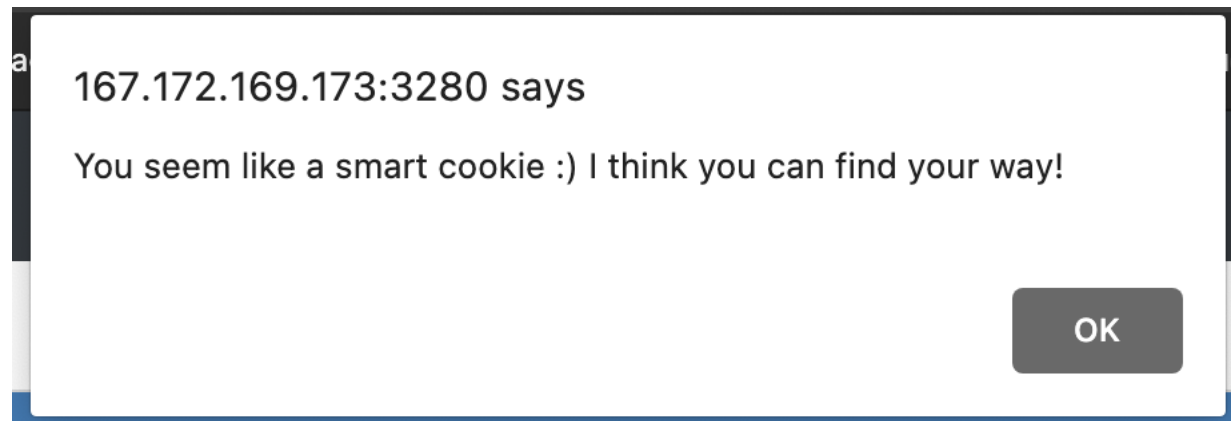 167.172.169.173:3280 says
You seem like a smart cookie :) I think you can find your way!
OK